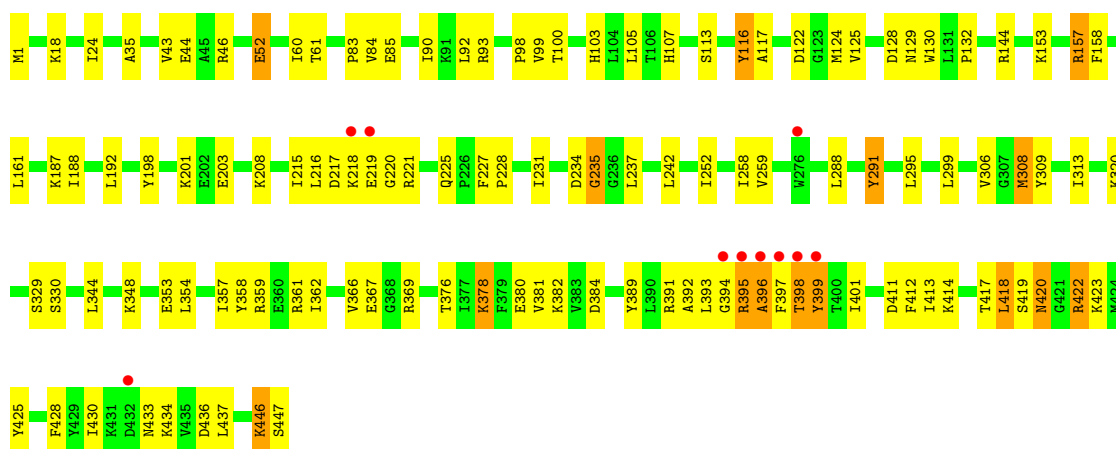 M1 K18 I24 A35 V43 E44 A45 R46 E52 I60 T61 P83 V84 E85 I90 K91 L92 R93 P98 V99 T100 H103 L104 L105 T106 H107 S113 Y116 A117 D122 G123 M124 V125 D128 N129 W130 L131 P132 R144 K153 R157 F158
L161 K187 I188 L192 Y198 K201 E202 E203 K208 I215 L216 D217 K218 E219 G220 R221 Q225 P226 F227 P228 I231 D234 G235 G236 L237 L242 I252 I258 V259 W276 L288 Y291 L295 L299 V306 G307 M308 Y309 I313
S329 S330 L344 K348 E353 L354 I357 Y358 R359 E360 R361 I362 V366 E367 G368 R369 T376 I377 K378 F379 E380 V381 K382 V383 D384 Y389 L390 R391 A392 L393 G394 R395 A396 F397 T398 Y399 T400 I401 D411 F412 I413 K414 T417 L418 S419 N420 G421 R422 K423
Y425 F428 Y429 I430 K431 D432 N433 K434 V435 D436 L437 K446 S447